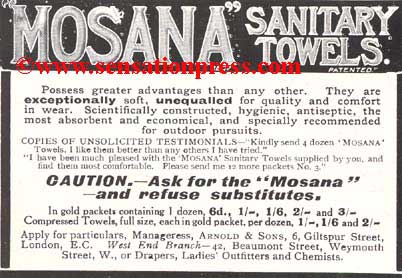 The
"MOSANA" SANITARY
TOWELS.
PATENTED.
© www.sensationpress.com
Possess greater advantages than any other. They are
exceptionally soft, unequalled for quality and comfort
in wear. Scientifically constructed, hygienic, antiseptic, the
most absorbent and economical, and specially recommended
for outdoor pursuits.
COPIES OF UNSOLICITED TESTIMONIALS—"Kindly send 4 dozen 'MOSANA'
Towels, I like them better than any others I have tried."
"I have been much pleased with the 'MOSANA' Sanitary Towels supplied by you, and
find them most comfortable. Please send me 12 more packets No. 3."
CAUTION.—Ask for the "Mosana"
—and refuse substitutes.
In gold packets containing 1 dozen, 6d., 1/-, 1/6, 2/- and 3/-
Compressed Towels, full size, each in gold packet, per dozen, 1/-, 1/6 and 2/-
Apply for particulars, Manageress, ARNOLD & SONS, 6, Giltspur Street,
London, E.C. West End Branch—42, Beaumont Street, Weymouth
Street, W., or Drapers, Ladies' Outfitters and Chemists.